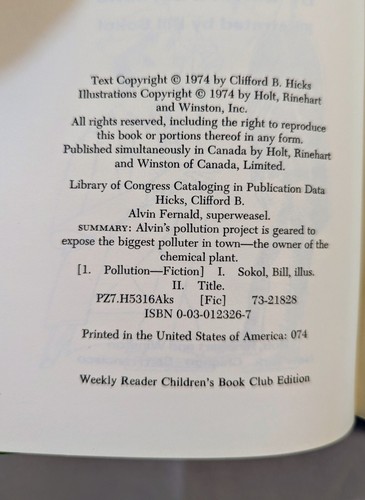 Text Copyright © 1974 by Clifford B. Hicks
Illustrations Copyright © 1974 by Holt, Rinehart
and Winston, Inc.
All rights reserved, including the right to reproduce
this book or portions thereof in any form.
Published simultaneously in Canada by Holt, Rinehart
and Winston of Canada, Limited.
Library of Congress Cataloging in Publication Data
Hicks, Clifford B.
Alvin Fernald, superweasel.
SUMMARY: Alvin's pollution project is geared to
expose the biggest polluter in town—the owner of the
chemical plant.
[1. Pollution—Fiction] I. Sokol, Bill, illus.
II. Title.
PZ7.H5316Aks [Fic] 73-21828
ISBN 0-03-012326-7
Printed in the United States of America: 074
Weekly Reader Children's Book Club Edition